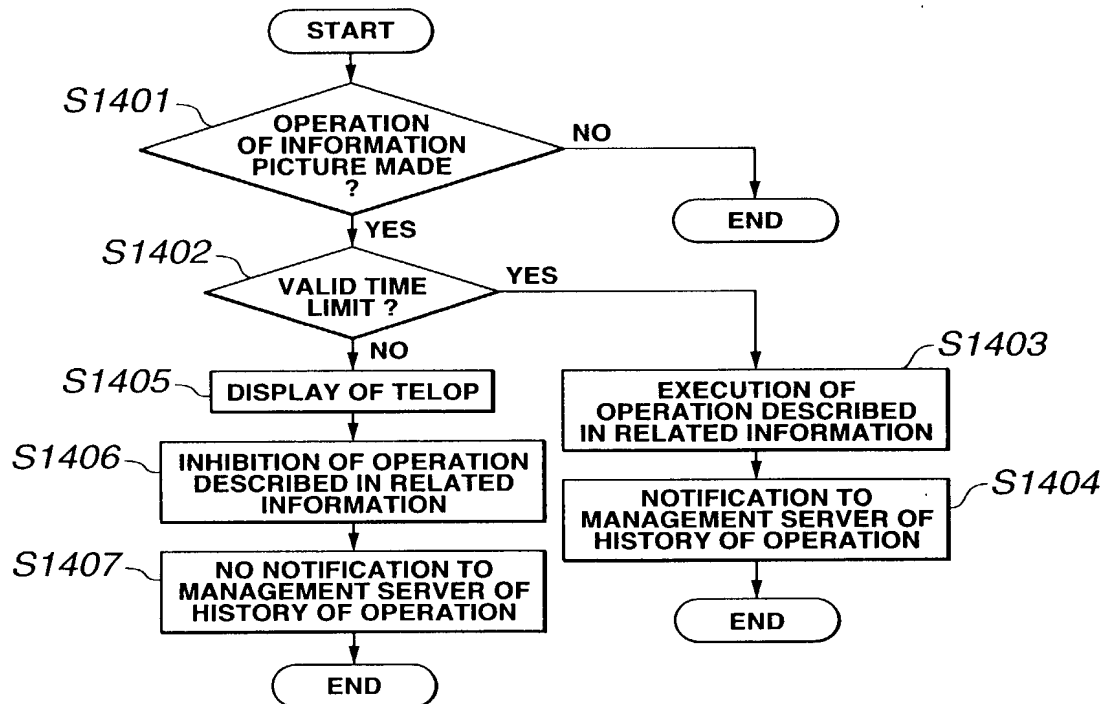 START
S1401
OPERATION
OF INFORMATION
PICTURE MADE
?
NO
END
YES
S1402
VALID TIME
LIMIT ?
YES
NO
S1403
EXECUTION OF
OPERATION DESCRIBED
IN RELATED INFORMATION
S1405
DISPLAY OF TELOP
S1406
INHIBITION OF OPERATION
DESCRIBED IN RELATED
INFORMATION
S1404
NOTIFICATION TO
MANAGEMENT SERVER OF
HISTORY OF OPERATION
S1407
NO NOTIFICATION TO
MANAGEMENT SERVER OF
HISTORY OF OPERATION
END
END